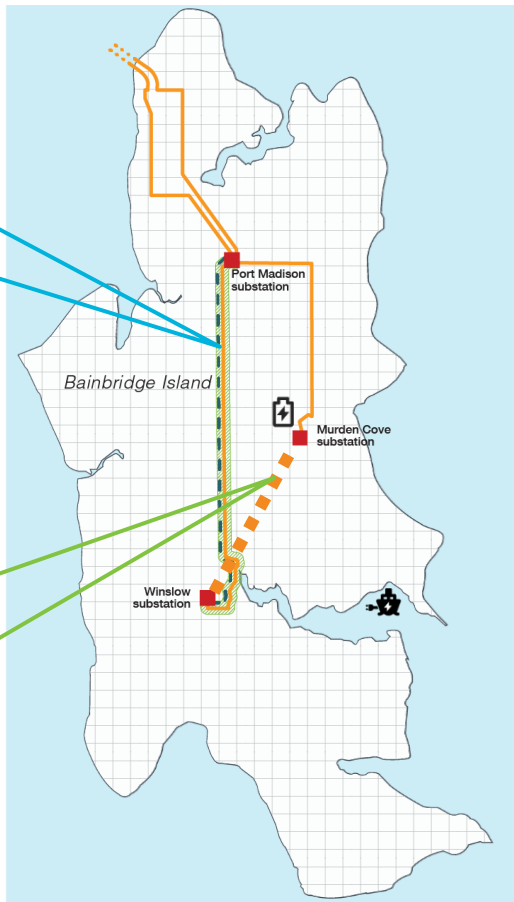 Port Madison
substation
Bainbridge Island
Murden Cove
substation
Winslow
substation